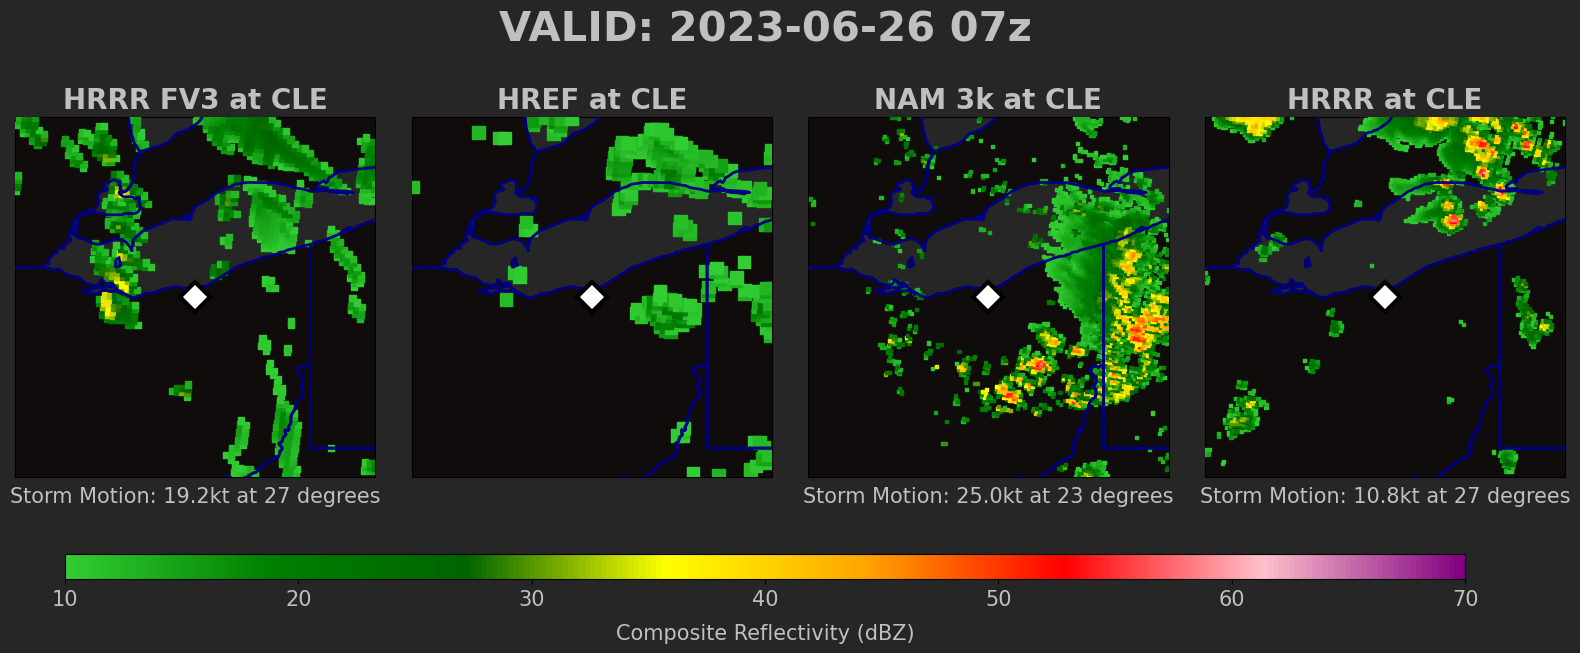 VALID: 2023-06-26 07z
HRRR FV3 at CLE
HREF at CLE
NAM 3k at CLE
HRRR at CLE
Storm Motion: 19.2kt at 27 degrees
Storm Motion: 25.0kt at 23 degrees
Storm Motion: 10.8kt at 27 degrees
10 20 30 40 50 60 70
Composite Reflectivity (dBZ)